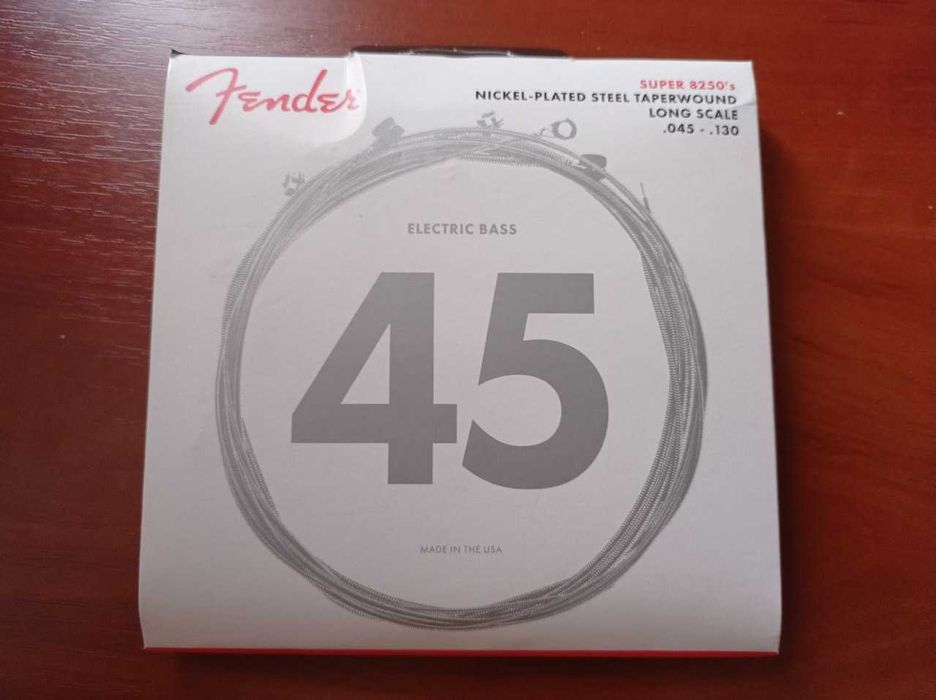 Fender
SUPER 8250's
NICKEL-PLATED STEEL TAPERWOUND
LONG SCALE
.045 - .130
ELECTRIC BASS
45
MADE IN THE USA